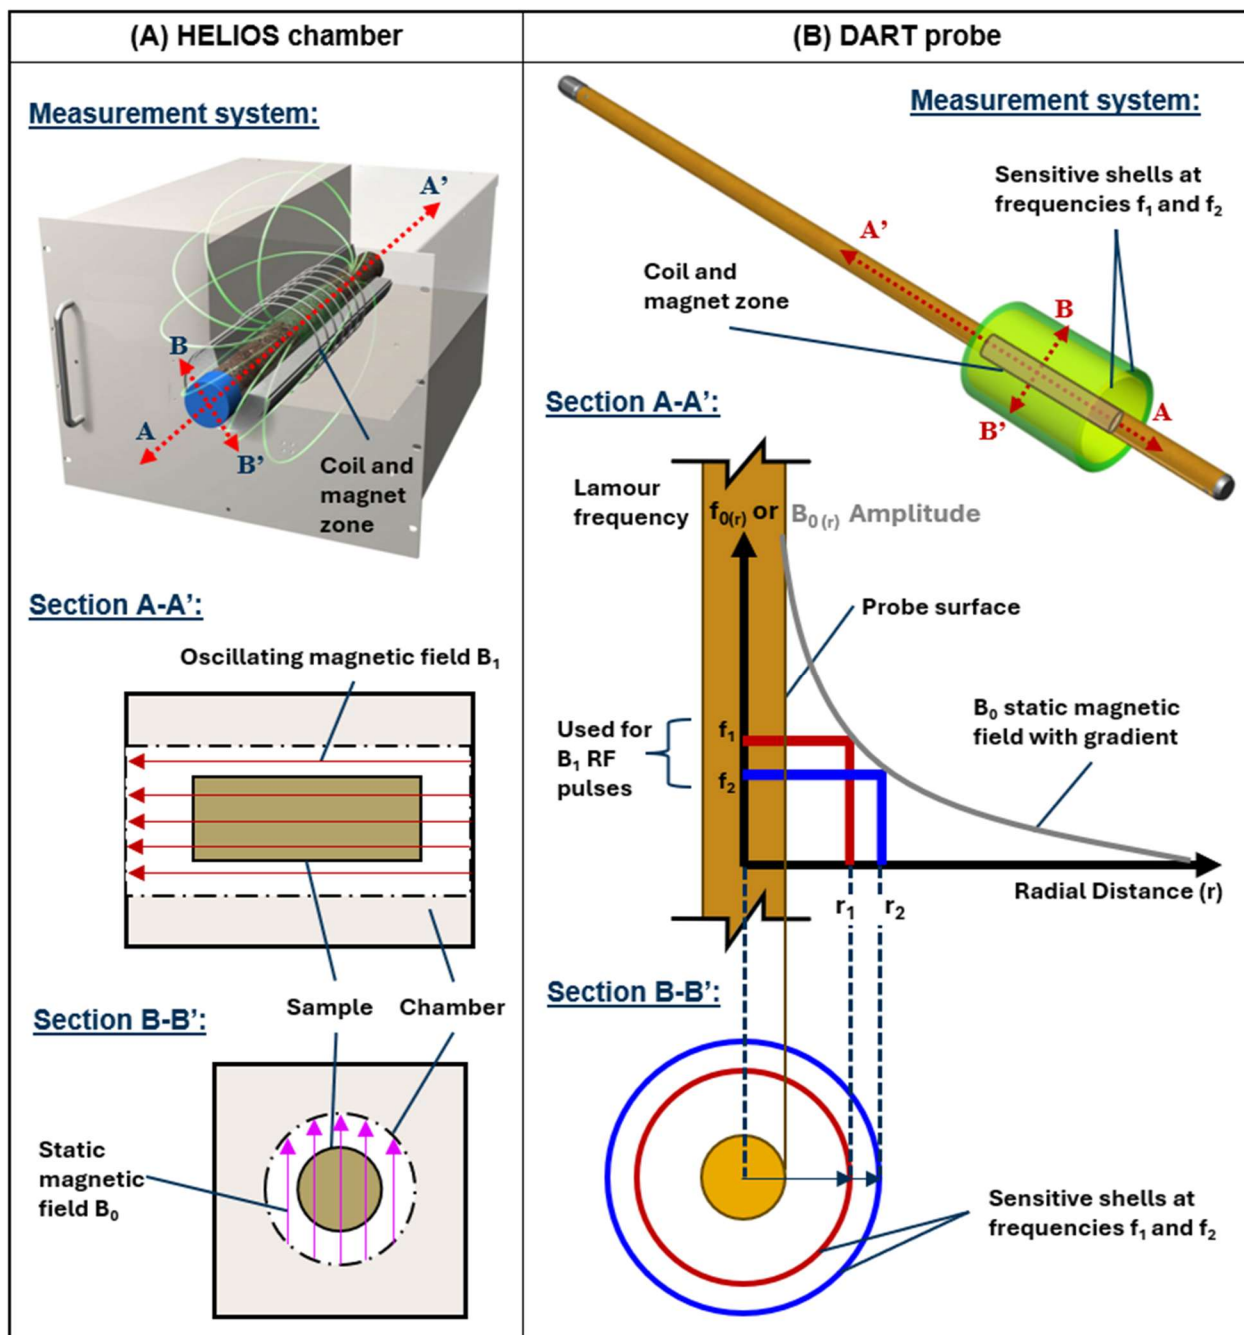 (A) HELIOS chamber
Measurement system:
A’
B
A
B’
Coil and
magnet
zone
Section A-A’:
Oscillating magnetic field B₁
Sample
Chamber
Section B-B’:
Static
magnetic
field B₀
(B) DART probe
Measurement system:
Sensitive shells at
frequencies f₁ and f₂
A’
Coil and
magnet zone
B
B’
A
Section A-A’:
Lamour
frequency
f₀₍ᵣ₎ or B₀ ₍ᵣ₎ Amplitude
Probe surface
Used for
B₁ RF
pulses
f₁
f₂
B₀ static magnetic
field with gradient
Radial Distance (r)
r₁
r₂
Section B-B’:
Sensitive shells at
frequencies f₁ and f₂